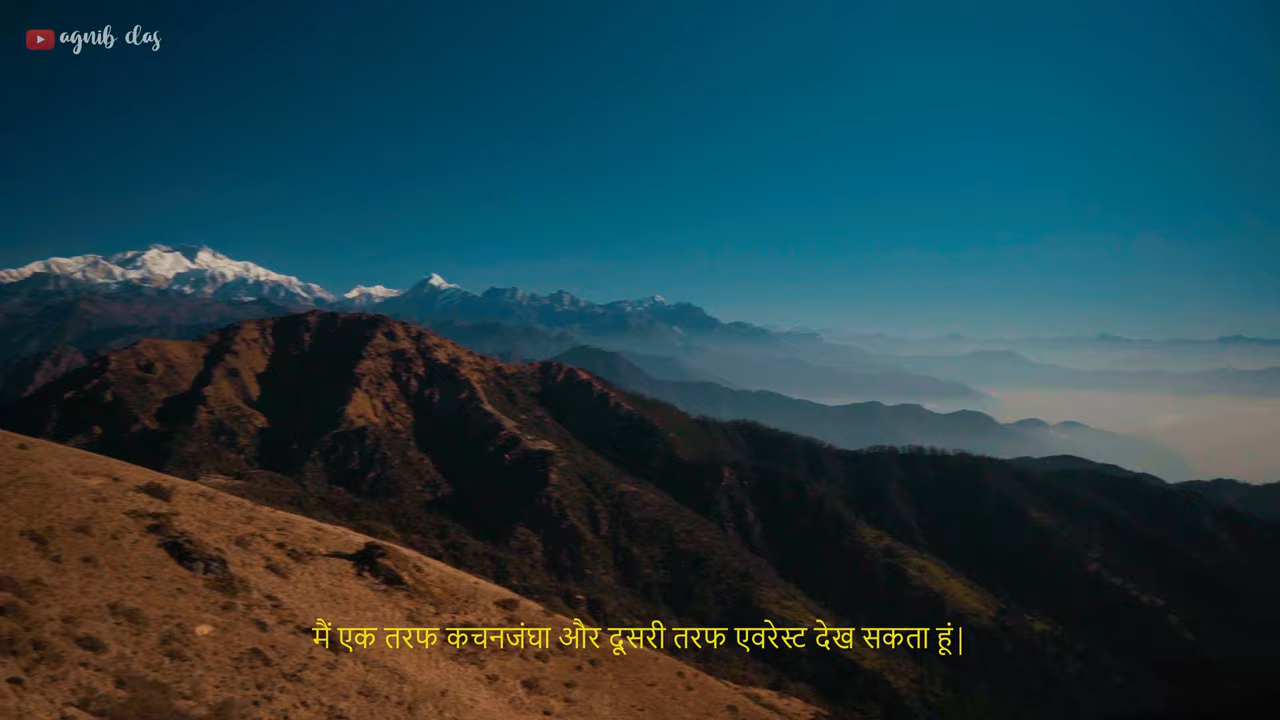 agnib das
मैं एक तरफ कचनजंघा और दूसरी तरफ एवरेस्ट देख सकता हूं|